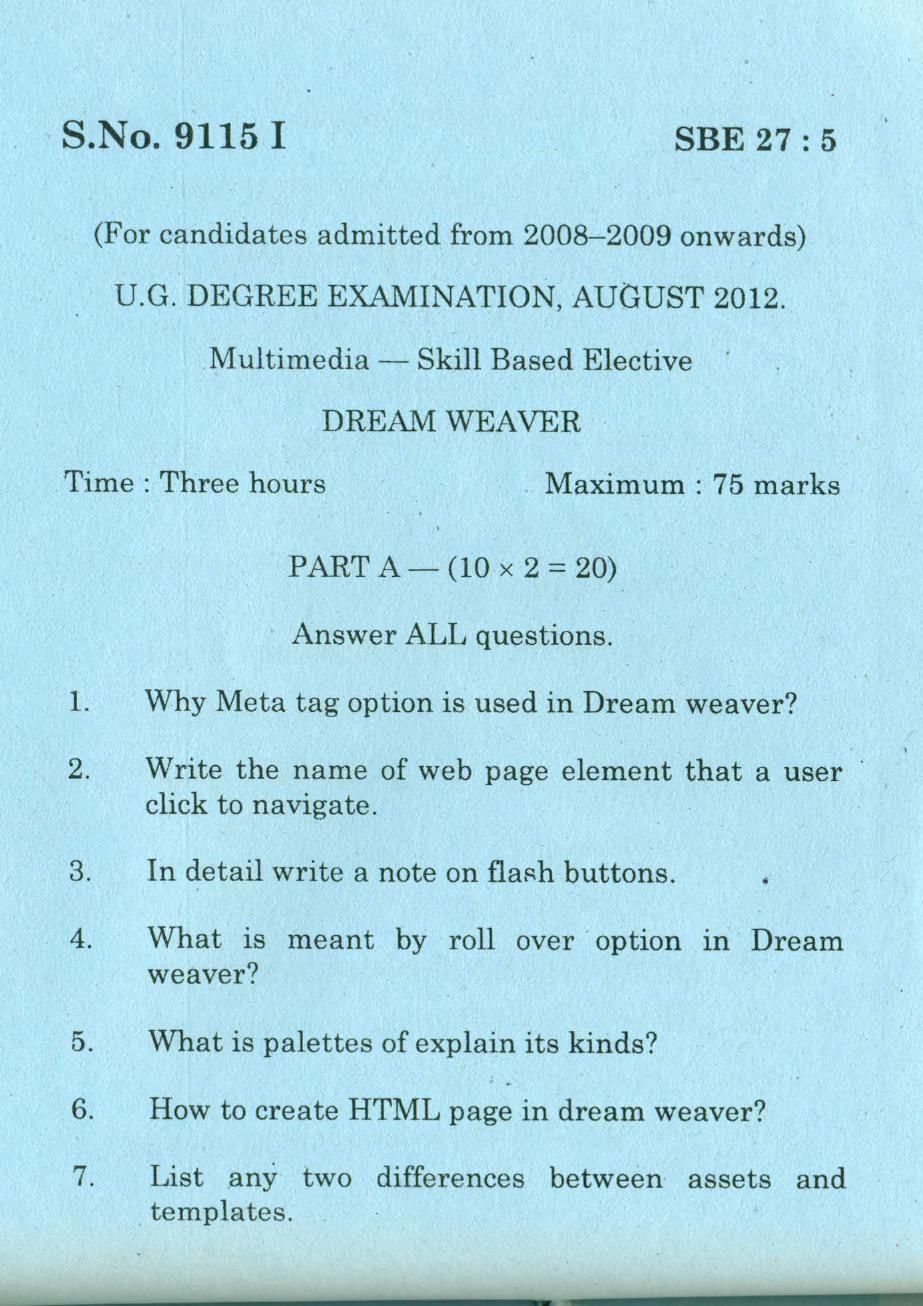 S.No. 9115 I SBE 27 : 5
(For candidates admitted from 2008–2009 onwards)
U.G. DEGREE EXAMINATION, AUGUST 2012.
Multimedia — Skill Based Elective
DREAM WEAVER
Time : Three hours Maximum : 75 marks
PART A — (10 × 2 = 20)
Answer ALL questions.
1. Why Meta tag option is used in Dream weaver?
2. Write the name of web page element that a user
click to navigate.
3. In detail write a note on flash buttons.
4. What is meant by roll over option in Dream
weaver?
5. What is palettes of explain its kinds?
6. How to create HTML page in dream weaver?
7. List any two differences between assets and
templates.